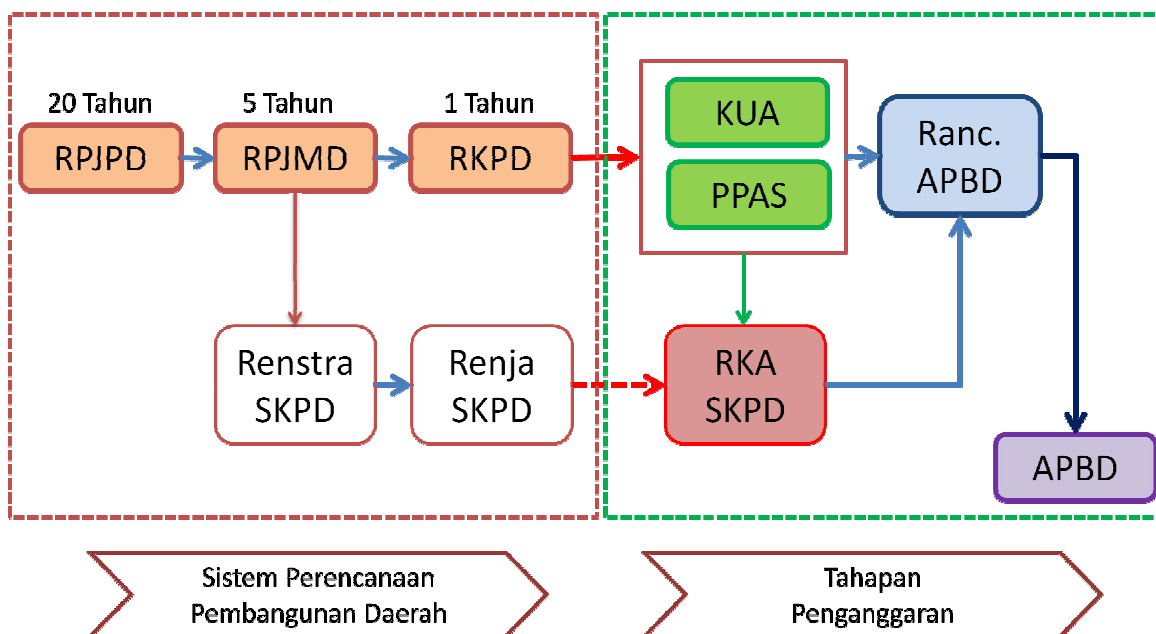 20 Tahun
5 Tahun
1 Tahun
RPJPD
RPJMD
RKPD
KUA
PPAS
Ranc.
APBD
Renstra
SKPD
Renja
SKPD
RKA
SKPD
APBD
Sistem Perencanaan
Pembangunan Daerah
Tahapan
Penganggaran